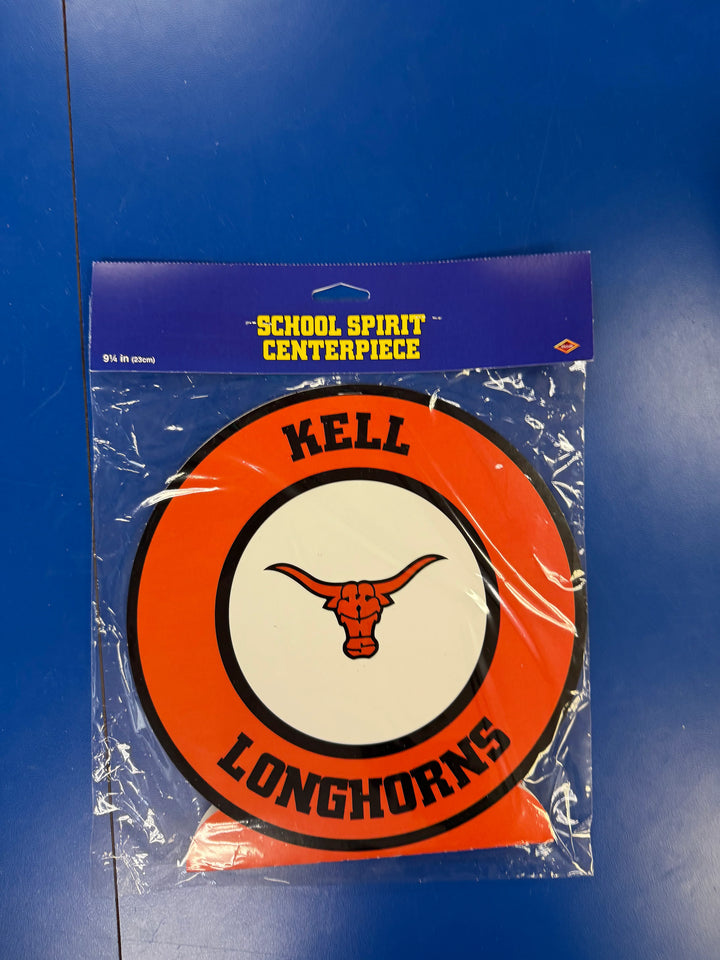 SCHOOL SPIRIT
CENTERPIECE
9¼ in (23cm)
KELL
LONGHORNS